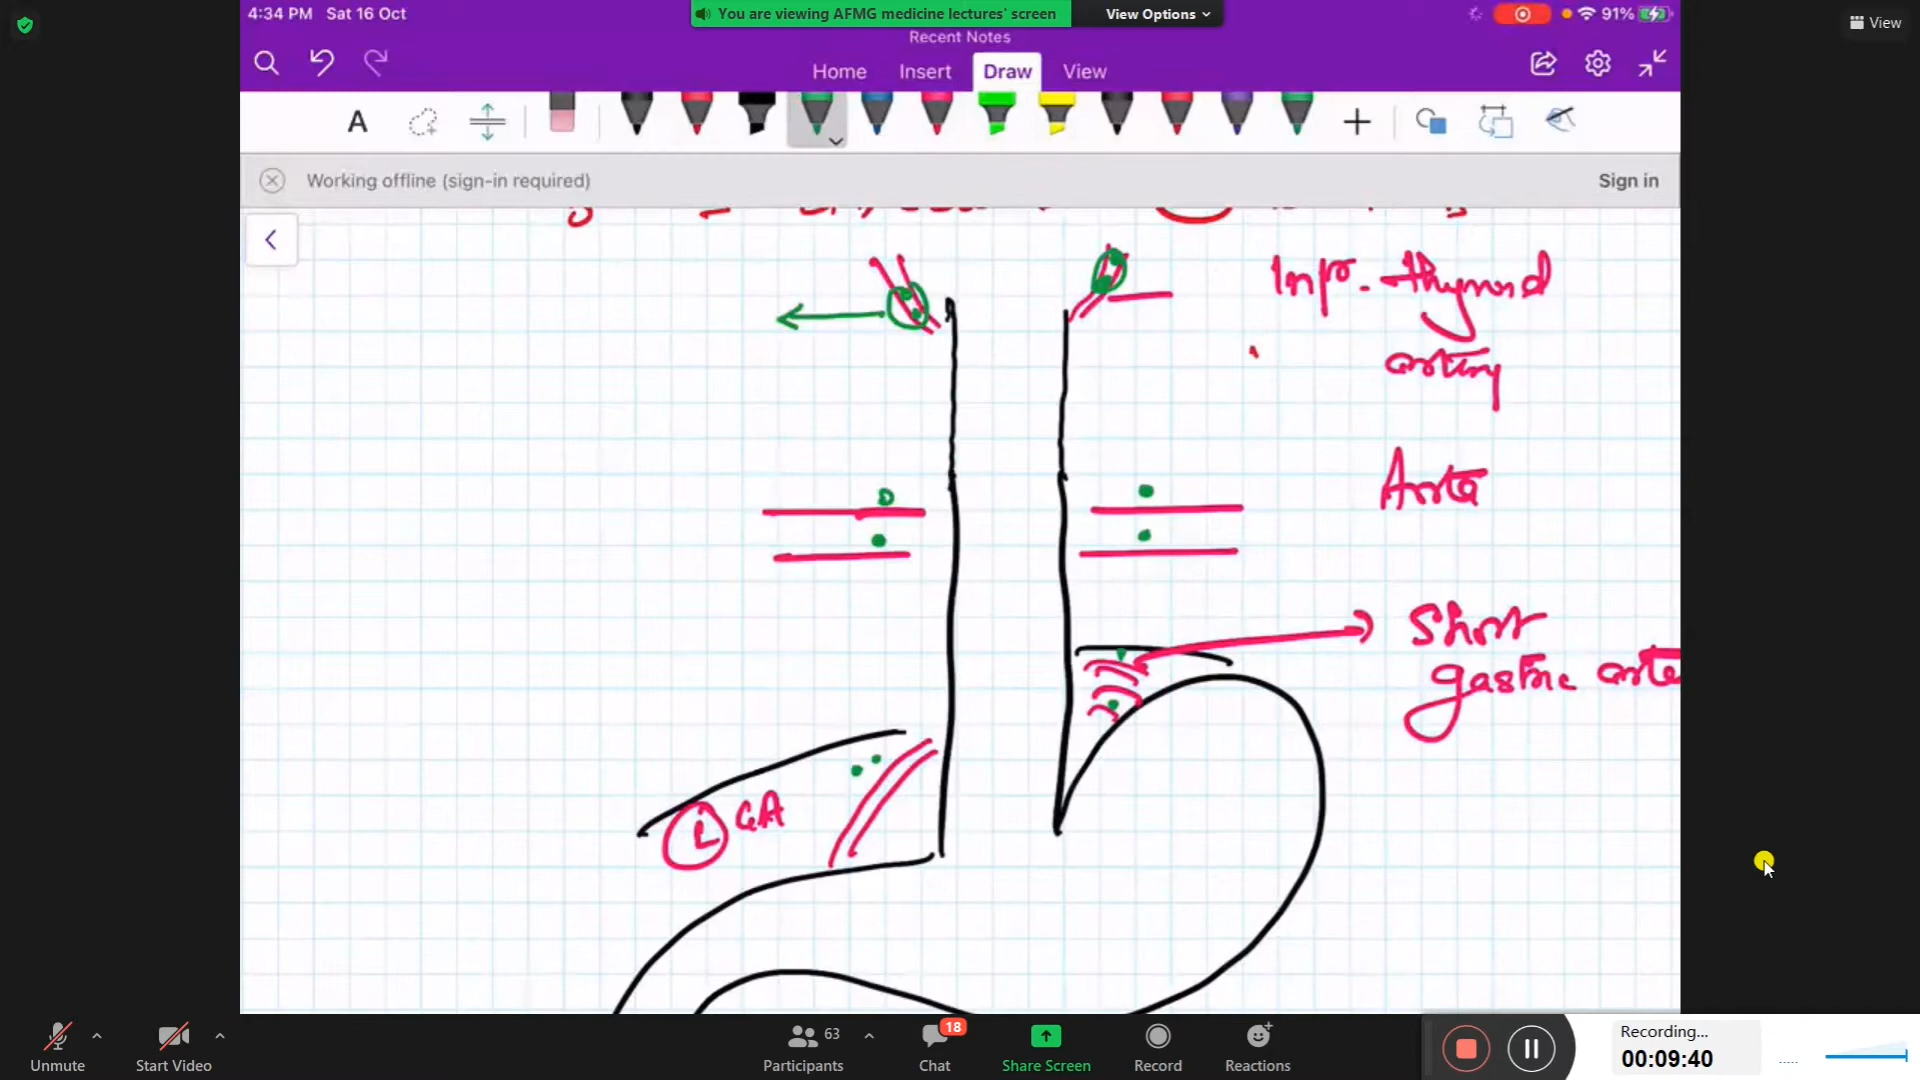 4:34 PM Sat 16 Oct
You are viewing AFMG medicine lectures' screen
View Options
91%
View
Recent Notes
Home Insert Draw View
A
Working offline (sign-in required)
Sign in
artery
Aorta
Short
gastric arte
L GA
Unmute
Start Video
63
Participants
18
Chat
Share Screen
Record
Reactions
Recording...
00:09:40